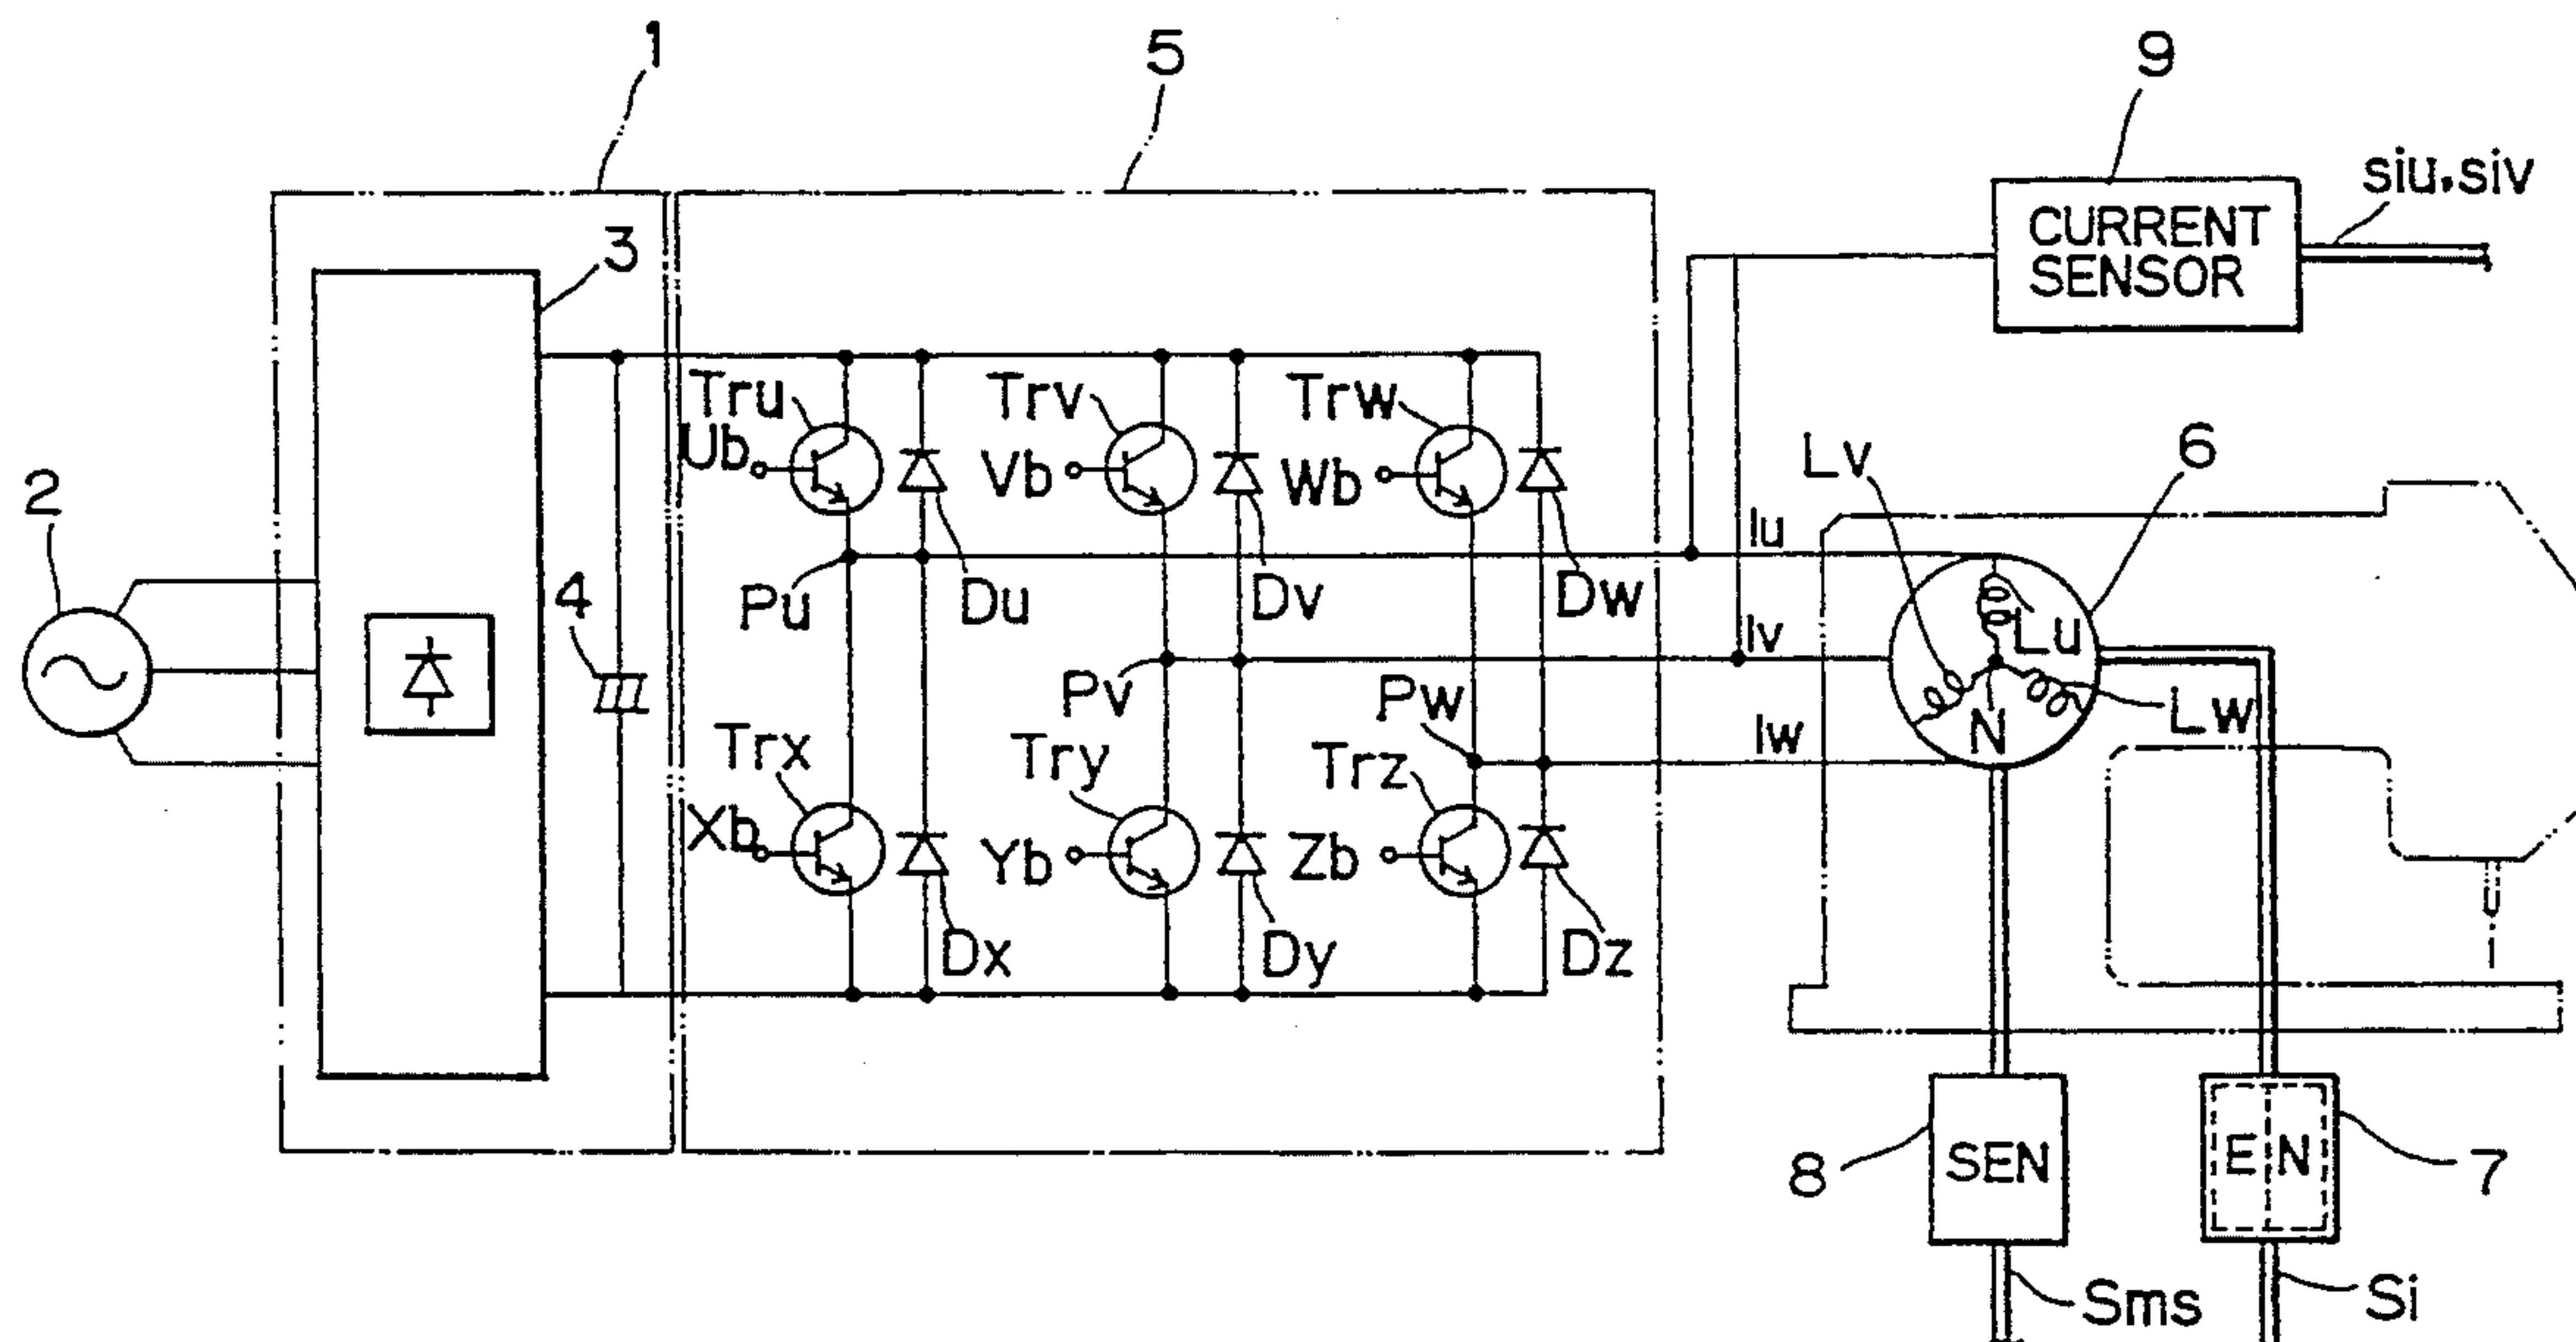 1
5
9
siu,siv
CURRENT
SENSOR
3
Tru
Trv
Trw
Ub
Vb
Wb
Lv
6
2
Iu
4
Pu
Du
Dv
Dw
Lu
Iv
Pv
Pw
N
Lw
Iw
Trx
Try
Trz
Xb
Yb
Zb
Dx
Dy
Dz
8
SEN
EN
7
Sms
Si